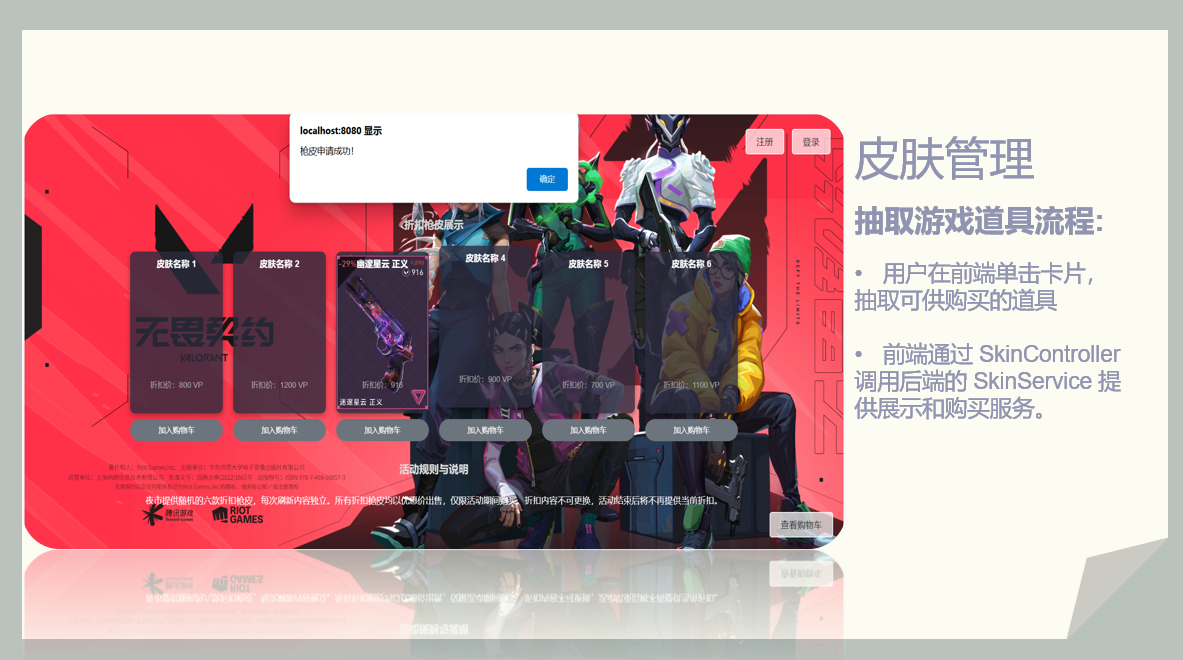 localhost:8080 显示
枪皮申请成功!
确定
注册
登录
折扣枪皮展示
皮肤名称 1
皮肤名称 2
-29%幽邃星云 正义
916
皮肤名称 4
皮肤名称 5
皮肤名称 6
无畏契约
VALORANT
DEFY THE LIMITS
折扣价：800 VP
折扣价：1200 VP
折扣价：916
折扣价：900 VP
折扣价：700 VP
折扣价：1100 VP
迷邃星云 正义
加入购物车
加入购物车
加入购物车
加入购物车
加入购物车
加入购物车
活动规则与说明
夜市提供随机的六款折扣枪皮，每次刷新内容独立。所有折扣枪皮均以优惠价出售，仅限活动期间
折扣内容不可更换，活动结束后将不再提供当前折扣。
腾讯游戏
Tencent Games
RIOT
GAMES
查看购物车
皮肤管理
抽取游戏道具流程:
• 用户在前端单击卡片,
抽取可供购买的道具
• 前端通过 SkinController
调用后端的 SkinService 提
供展示和购买服务。